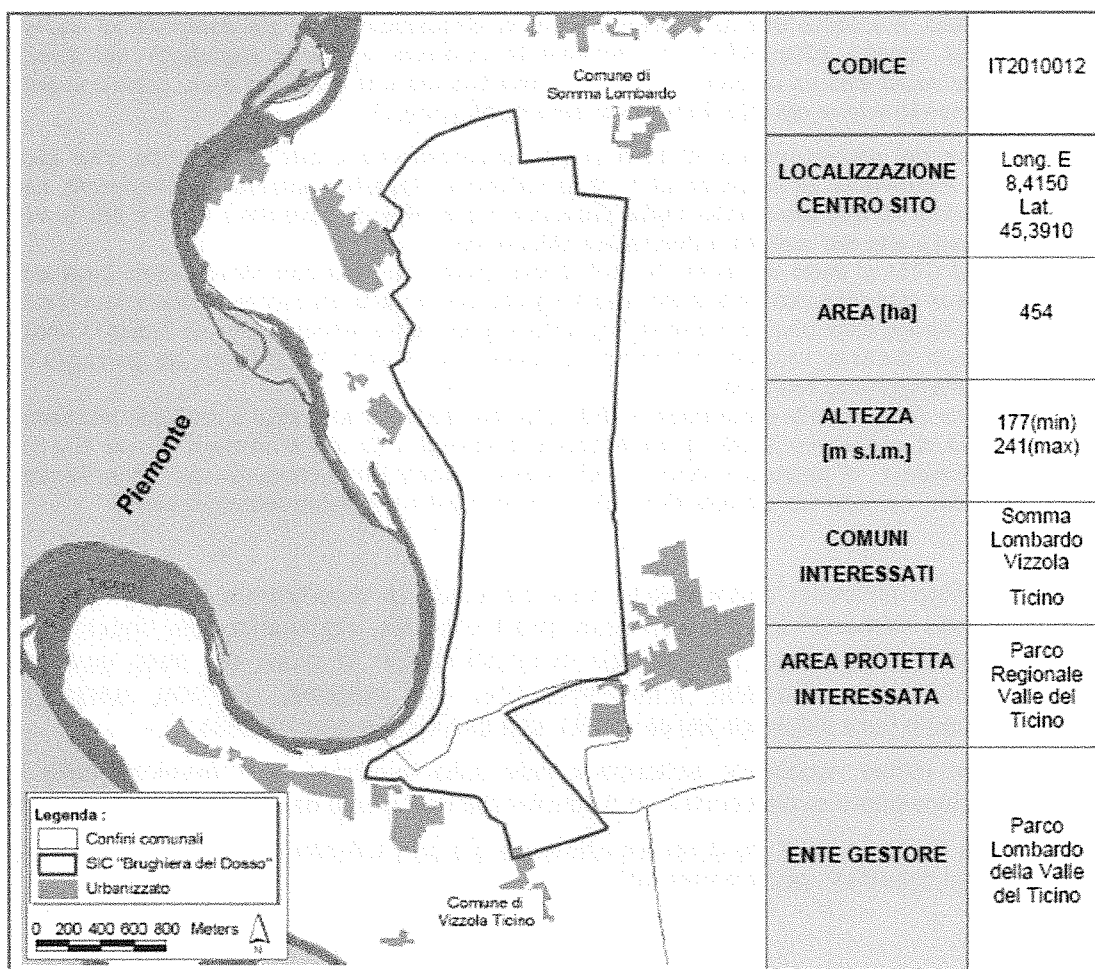 Comune di
Somma Lombardo
Piemonte
Ticino
Comune di
Vizzola Ticino
Legenda :
Confini comunali
SIC "Brughiera del Dosso"
Urbanizzato
0 200 400 600 800 Meters
N
CODICE
IT2010012
LOCALIZZAZIONE
CENTRO SITO
Long. E
8,4150
Lat.
45,3910
AREA [ha]
454
ALTEZZA
[m s.l.m.]
177(min)
241(max)
COMUNI
INTERESSATI
Somma
Lombardo
Vizzola
Ticino
AREA PROTETTA
INTERESSATA
Parco
Regionale
Valle del
Ticino
ENTE GESTORE
Parco
Lombardo
della Valle
del Ticino